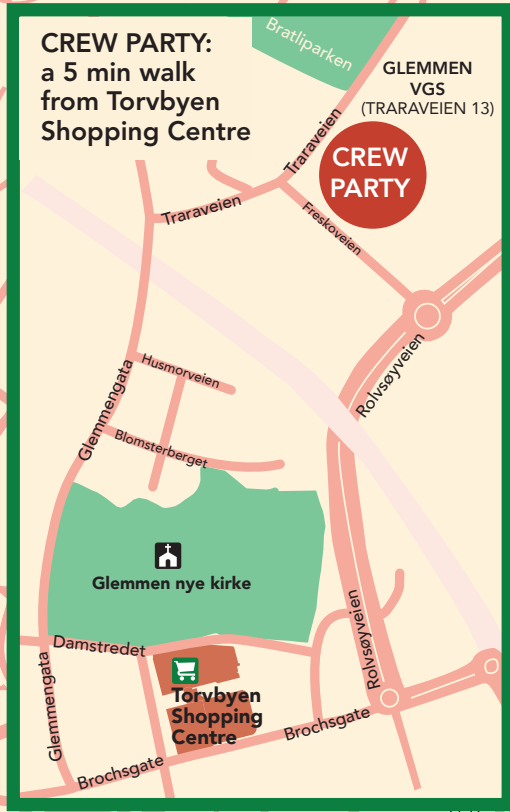 CREW PARTY:
a 5 min walk
from Torvbyen
Shopping Centre
Bratliparken
GLEMMEN
VGS
(TRARAVEIEN 13)
Traraveien
CREW
PARTY
Traraveien
Freskoveien
Rolvsøyveien
Husmorveien
Glemmengata
Blomsterberget
Glemmen nye kirke
Rolvsøyveien
Damstredet
Glemmengata
Torvbyen
Shopping
Centre
Brochsgate
Brochsgate